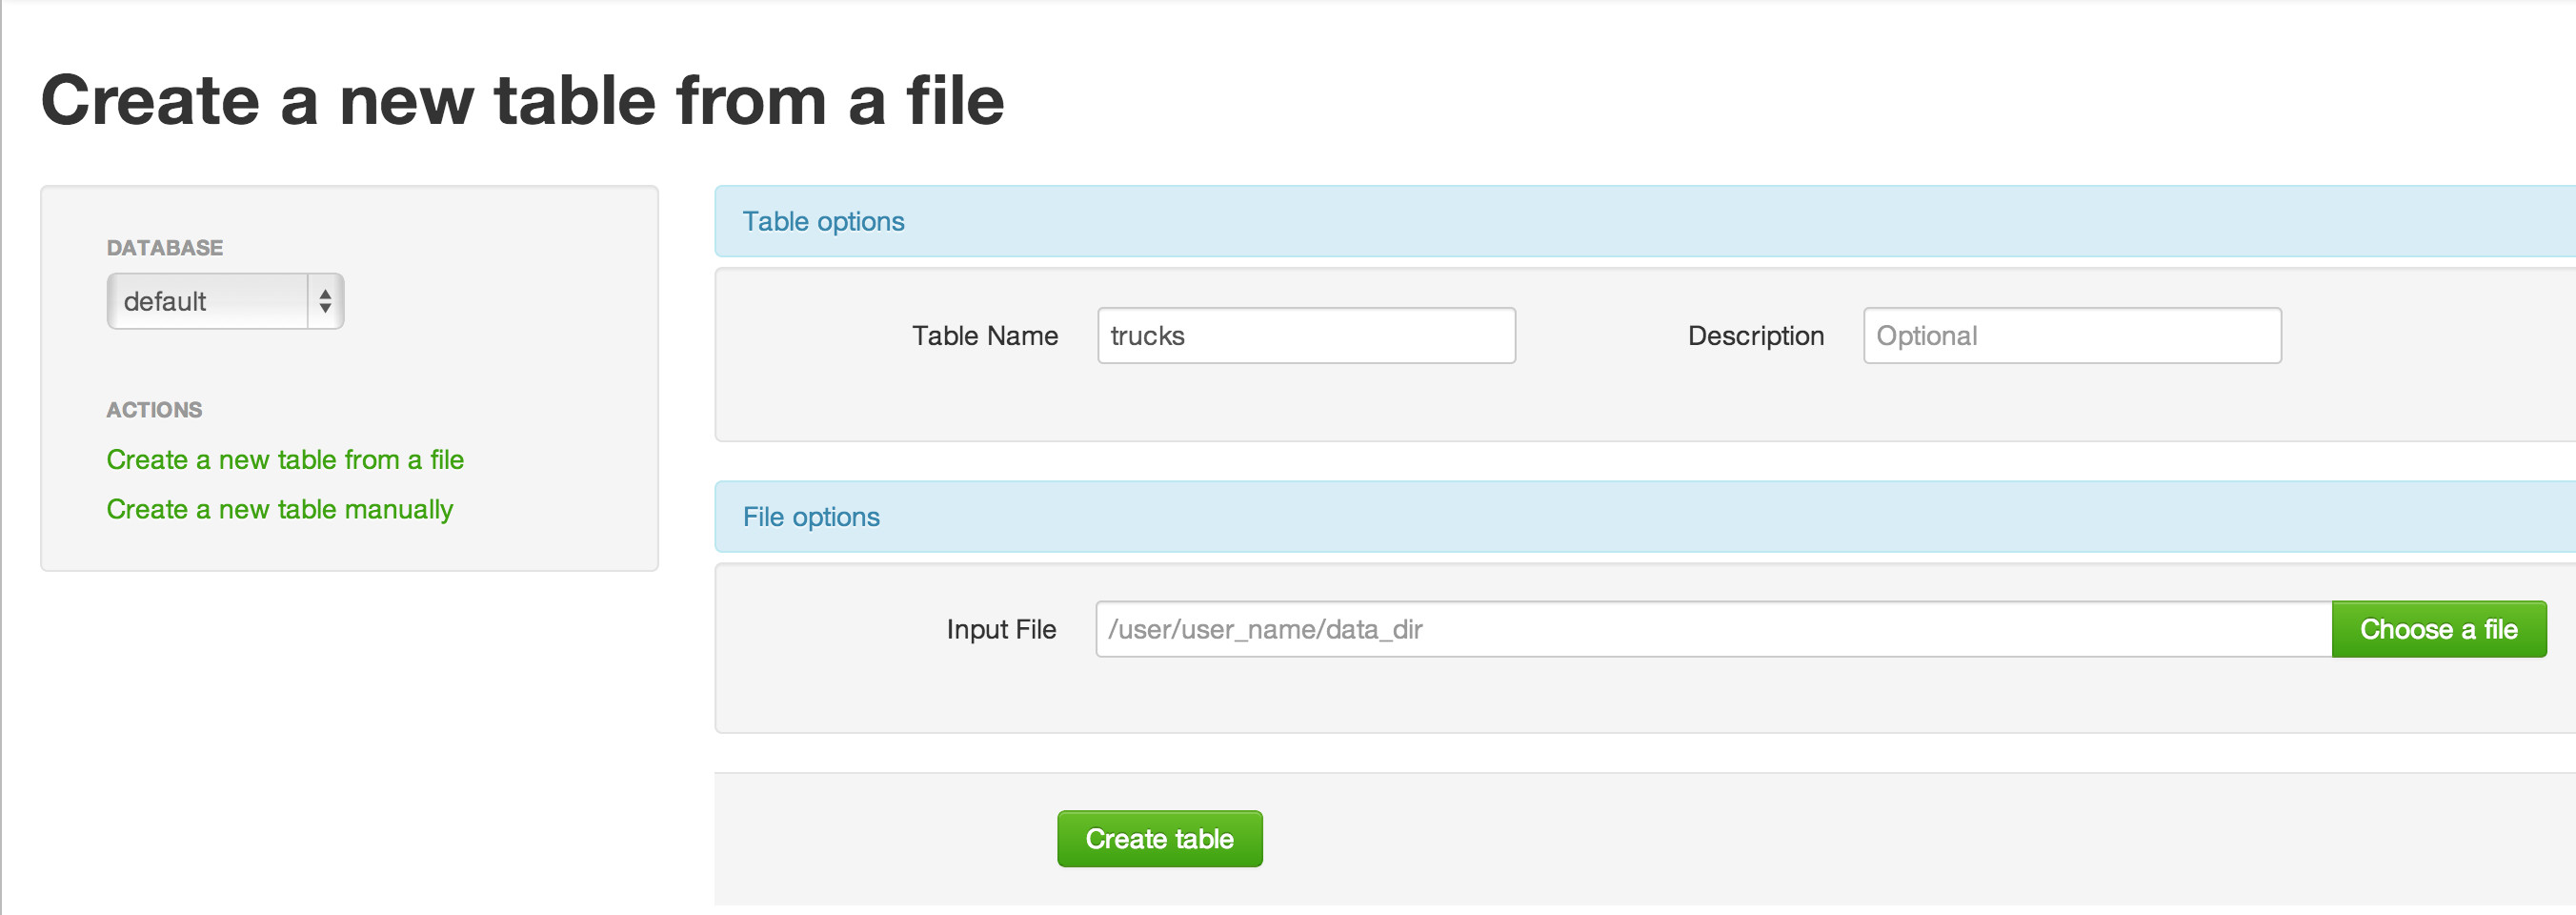 Create a new table from a file
DATABASE
default
ACTIONS
Create a new table from a file
Create a new table manually
Table options
Table Name trucks Description Optional
File options
Input File /user/user_name/data_dir Choose a file
Create table